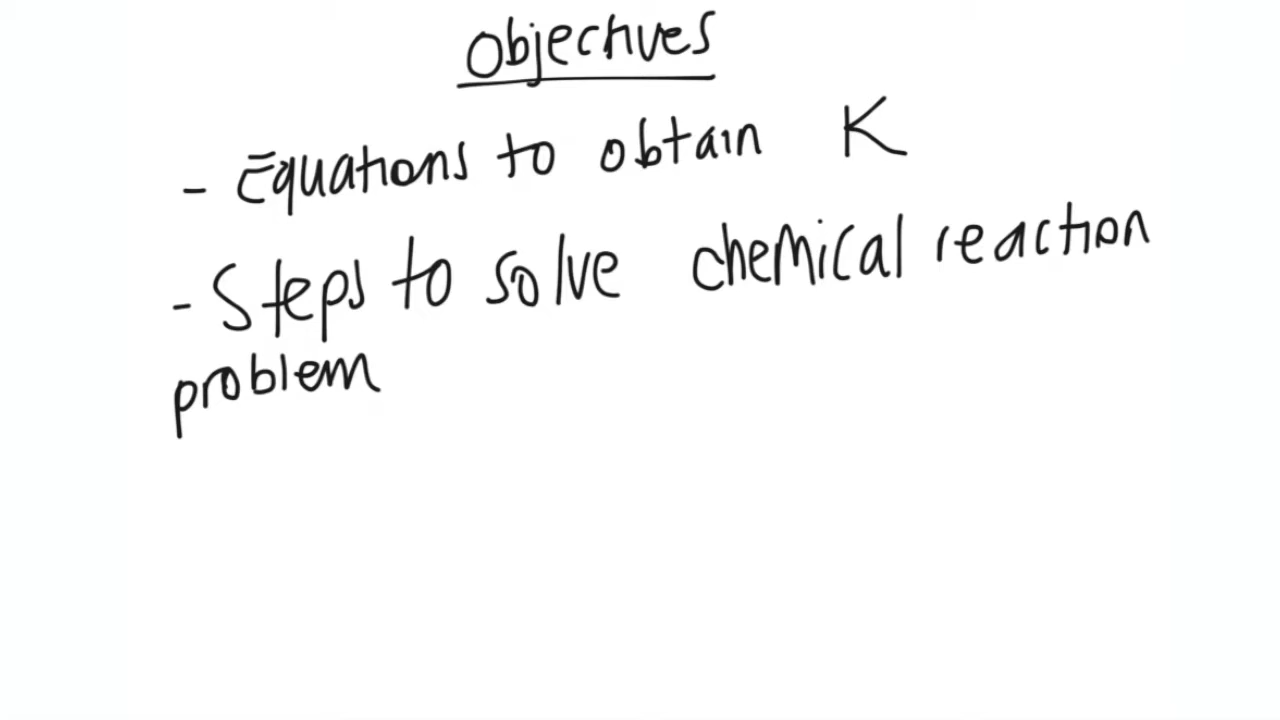 Objectives
- Equations to obtain K
- Steps to solve chemical reaction
problem